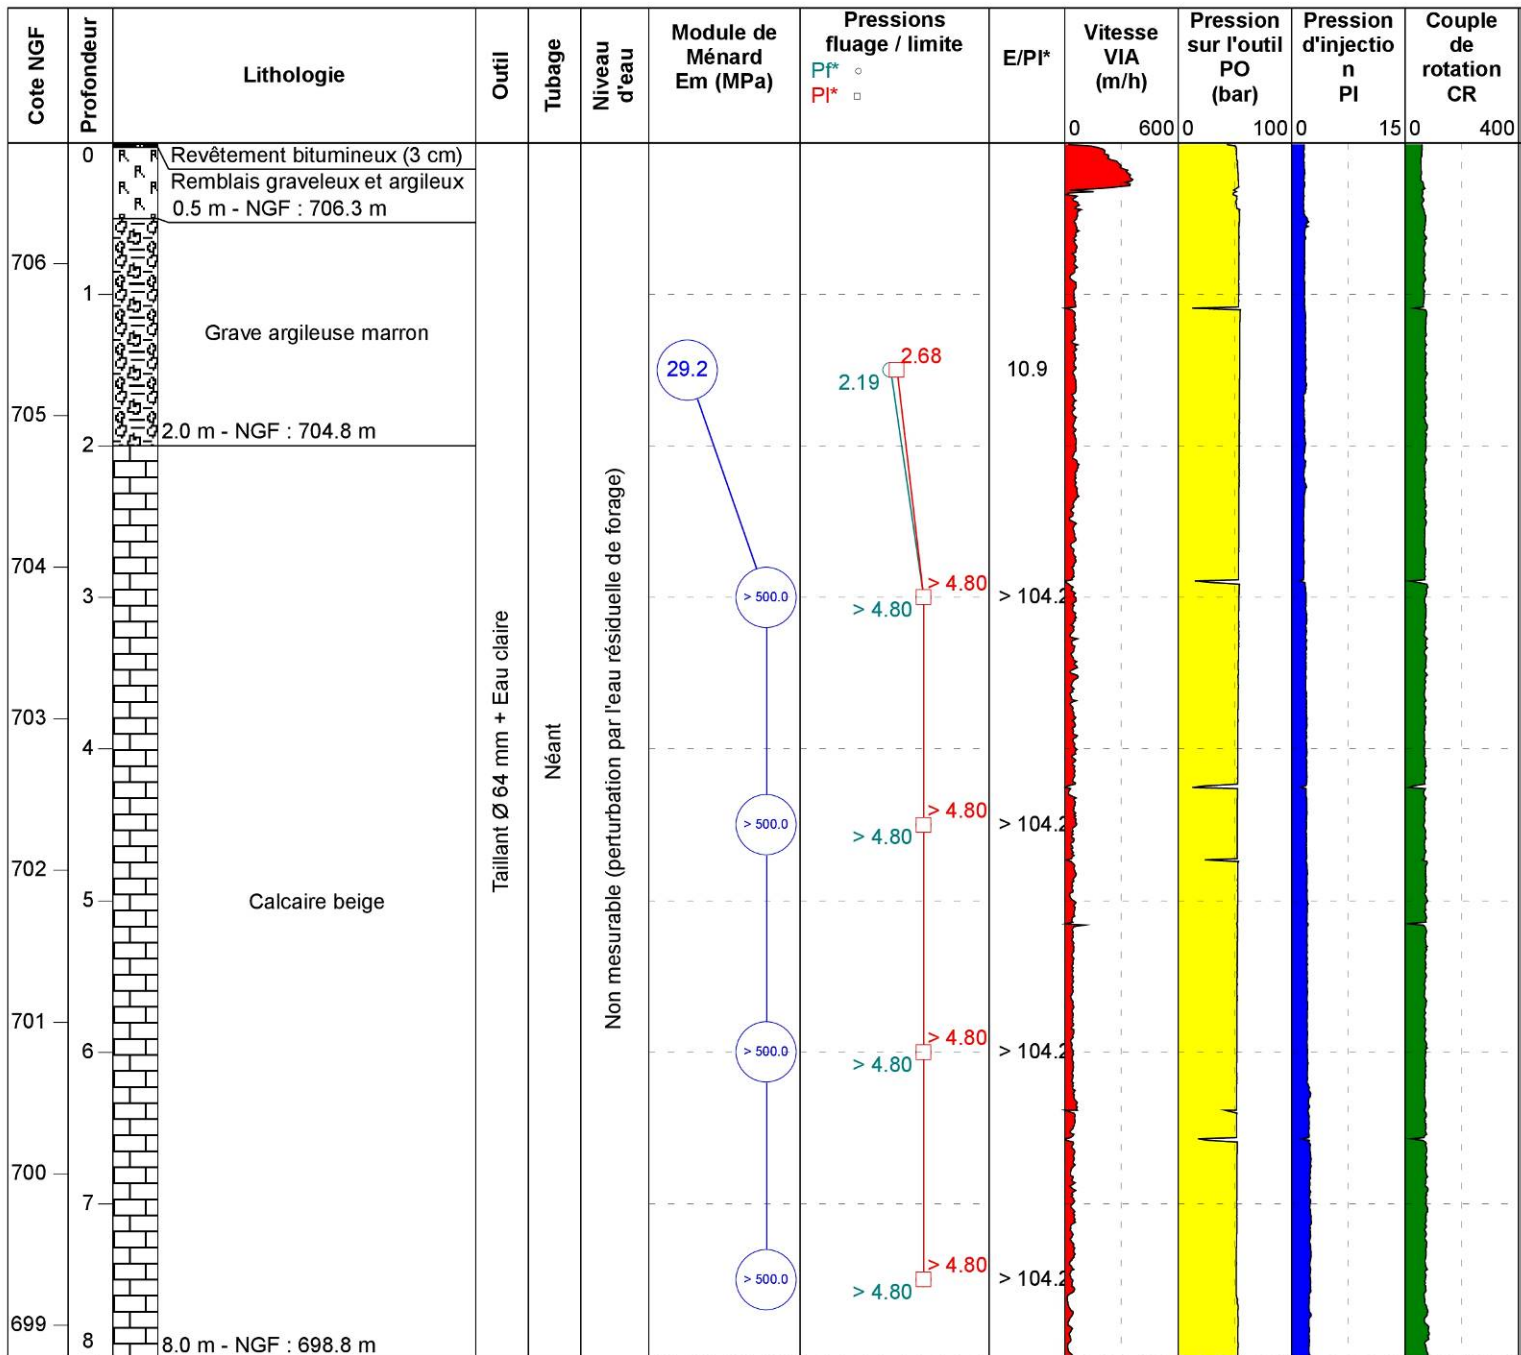 Cote NGF
Profondeur
Lithologie
Outil
Tubage
Niveau
d'eau
Module de
Ménard
Em (MPa)
Pressions
fluage / limite
Pf*
Pl*
E/Pl*
Vitesse
VIA
(m/h)
0 600
Pression
sur l'outil
PO
(bar)
0 100
Pression
d'injectio
n
PI
0 15
Couple
de
rotation
CR
0 400
0
Revêtement bitumineux (3 cm)
Remblais graveleux et argileux
0.5 m - NGF : 706.3 m
706
1
Grave argileuse marron
29.2
2.68
2.19
10.9
705
2.0 m - NGF : 704.8 m
2
704
3
> 500.0
> 4.80
> 4.80
> 104.2
Taillant Ø 64 mm + Eau claire
Néant
Non mesurable (perturbation par l'eau résiduelle de forage)
703
4
> 500.0
> 4.80
> 4.80
> 104.2
702
5
Calcaire beige
701
6
> 500.0
> 4.80
> 4.80
> 104.2
700
7
> 500.0
> 4.80
> 4.80
> 104.2
699
8
8.0 m - NGF : 698.8 m